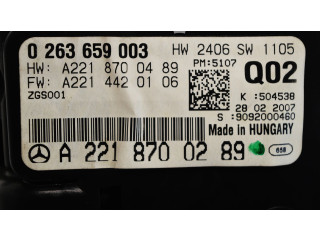 0 263 659 003 HW 2406 SW 1105
HW: A221 870 04 89 PM:5107 Q02
FW: A221 442 01 06
ZGS001
K : 504538
28 02 2007
S :9092000460
Made in HUNGARY
A 221 870 02 89